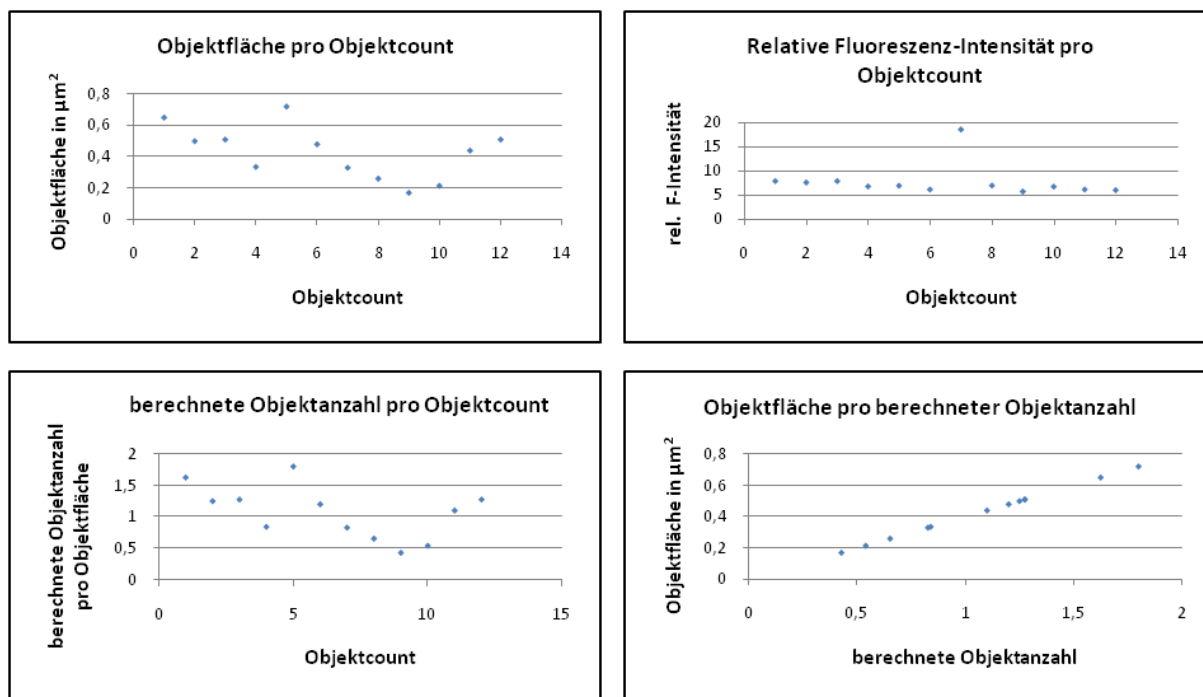 Objektfläche pro Objektcount
Objektfläche in µm²
0,8
0,6
0,4
0,2
0
0 2 4 6 8 10 12 14
Objektcount
Relative Fluoreszenz-Intensität pro
Objektcount
rel. F-Intensität
20
15
10
5
0
0 2 4 6 8 10 12 14
Objektcount
berechnete Objektanzahl pro Objektcount
berechnete Objektanzahl
pro Objektfläche
2
1,5
1
0,5
0
0 5 10 15
Objektcount
Objektfläche pro berechneter Objektanzahl
Objektfläche in µm²
0,8
0,6
0,4
0,2
0
0 0,5 1 1,5 2
berechnete Objektanzahl